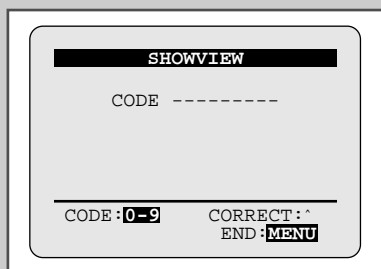 SHOWVIEW
CODE ---------
CODE:0-9 CORRECT:^
END:MENU